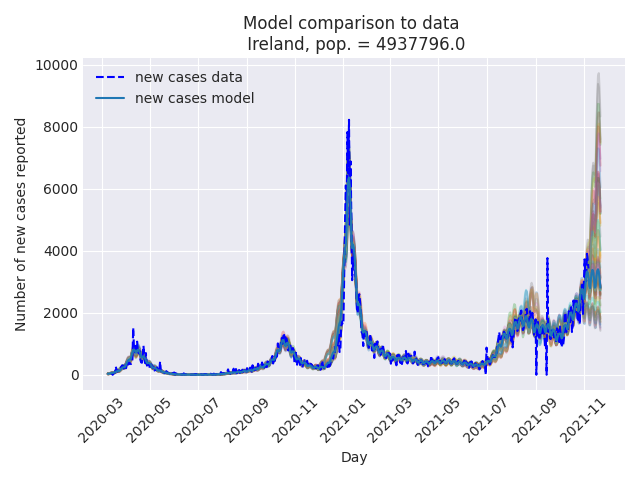 Model comparison to data
Ireland, pop. = 4937796.0
new cases data
new cases model
Number of new cases reported
10000
8000
6000
4000
2000
0
2020-03
2020-05
2020-07
2020-09
2020-11
2021-01
2021-03
2021-05
2021-07
2021-09
2021-11
Day